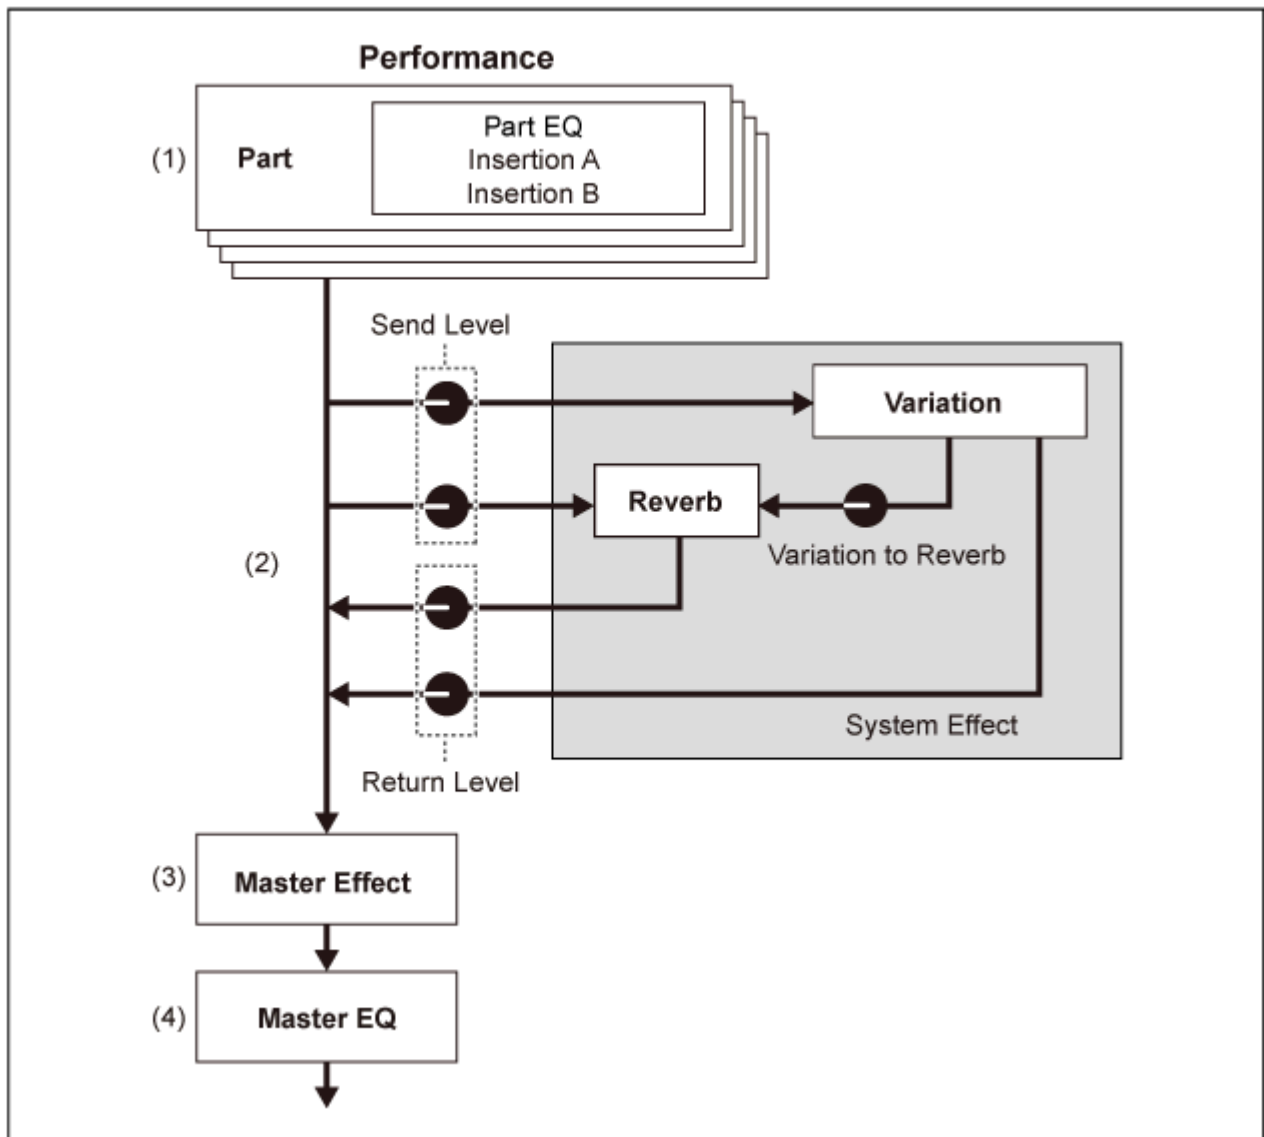 Performance
(1)
Part
Part EQ
Insertion A
Insertion B
Send Level
Variation
Reverb
Variation to Reverb
(2)
System Effect
Return Level
(3)
Master Effect
(4)
Master EQ